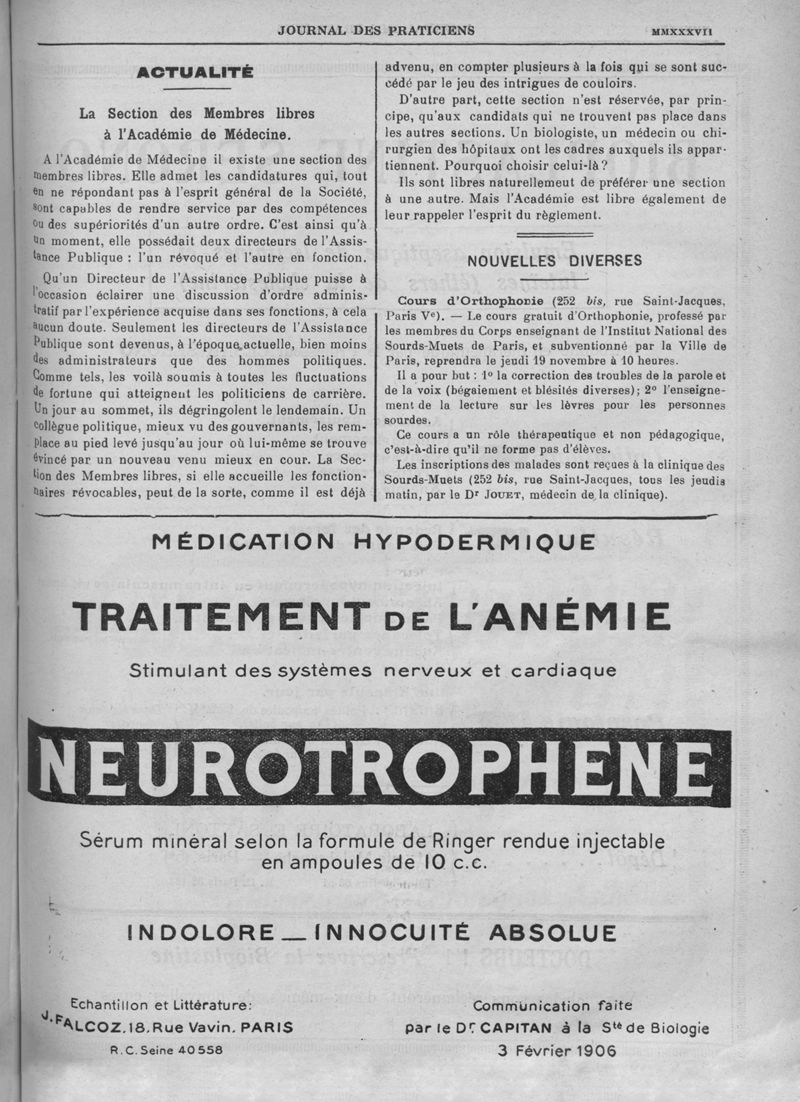 JOURNAL DES PRATICIENS
MMXXXVII
ACTUALITÉ
La Section des Membres libres
à l'Académie de Médecine.
A l'Académie de Médecine il existe une section des
membres libres. Elle admet les candidatures qui, tout
en ne répondant pas à l'esprit général de la Société,
sont capables de rendre service par des compétences
ou des supériorités d'un autre ordre. C'est ainsi qu'à
un moment, elle possédait deux directeurs de l'Assis-
tance Publique : l'un révoqué et l'autre en fonction.
Qu'un Directeur de l'Assistance Publique puisse à
l'occasion éclairer une discussion d'ordre adminis-
tratif par l'expérience acquise dans ses fonctions, à cela
aucun doute. Seulement les directeurs de l'Assistance
Publique sont devenus, à l'époque actuelle, bien moins
des administrateurs que des hommes politiques.
Comme tels, les voilà soumis à toutes les fluctuations
de fortune qui atteignent les politiciens de carrière.
Un jour au sommet, ils dégringolent le lendemain. Un
collègue politique, mieux vu des gouvernants, les rem-
place au pied levé jusqu'au jour où lui-même se trouve
évincé par un nouveau venu mieux en cour. La Sec-
tion des Membres libres, si elle accueille les fonction-
naires révocables, peut de la sorte, comme il est déjà
advenu, en compter plusieurs à la fois qui se sont suc-
cédé par le jeu des intrigues de couloirs.
D'autre part, cette section n'est réservée, par prin-
cipe, qu'aux candidats qui ne trouvent pas place dans
les autres sections. Un biologiste, un médecin ou chi-
rurgien des hôpitaux ont les cadres auxquels ils appar-
tiennent. Pourquoi choisir celui-là?
Ils sont libres naturellemeut de préférer une section
à une autre. Mais l'Académie est libre également de
leur rappeler l'esprit du règlement.
NOUVELLES DIVERSES
Cours d'Orthophonie (252 bis, rue Saint-Jacques,
Paris Ve). — Le cours gratuit d'Orthophonie, professé par
les membres du Corps enseignant de l'Institut National des
Sourds-Muets de Paris, et subventionné par la Ville de
Paris, reprendra le jeudi 19 novembre à 10 heures.
Il a pour but : 1º la correction des troubles de la parole et
de la voix (bégaiement et blésités diverses); 2º l'enseigne-
ment de la lecture sur les lèvres pour les personnes
sourdes.
Ce cours a un rôle thérapeutique et non pédagogique,
c'est-à-dire qu'il ne forme pas d'élèves.
Les inscriptions des malades sont reçues à la clinique des
Sourds-Muets (252 bis, rue Saint-Jacques, tous les jeudis
matin, par le Dr JOUET, médecin de la clinique).
MÉDICATION HYPODERMIQUE
TRAITEMENT DE L'ANÉMIE
Stimulant des systèmes nerveux et cardiaque
NEUROTROPHENE
Sérum minéral selon la formule de Ringer rendue injectable
en ampoules de 10 c.c.
INDOLORE — INNOCUITÉ ABSOLUE
Echantillon et Littérature:
J. FALCOZ, 18, Rue Vavin, PARIS
R.C. Seine 40558
Communication faite
par le Dr CAPITAN à la Sté de Biologie
3 Février 1906